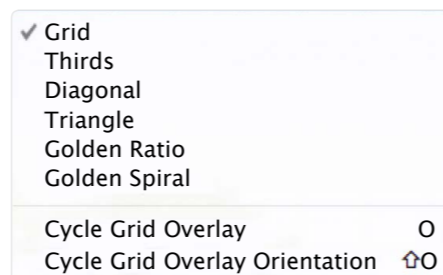 ✓ Grid
Thirds
Diagonal
Triangle
Golden Ratio
Golden Spiral
Cycle Grid Overlay O
Cycle Grid Overlay Orientation ⇧O